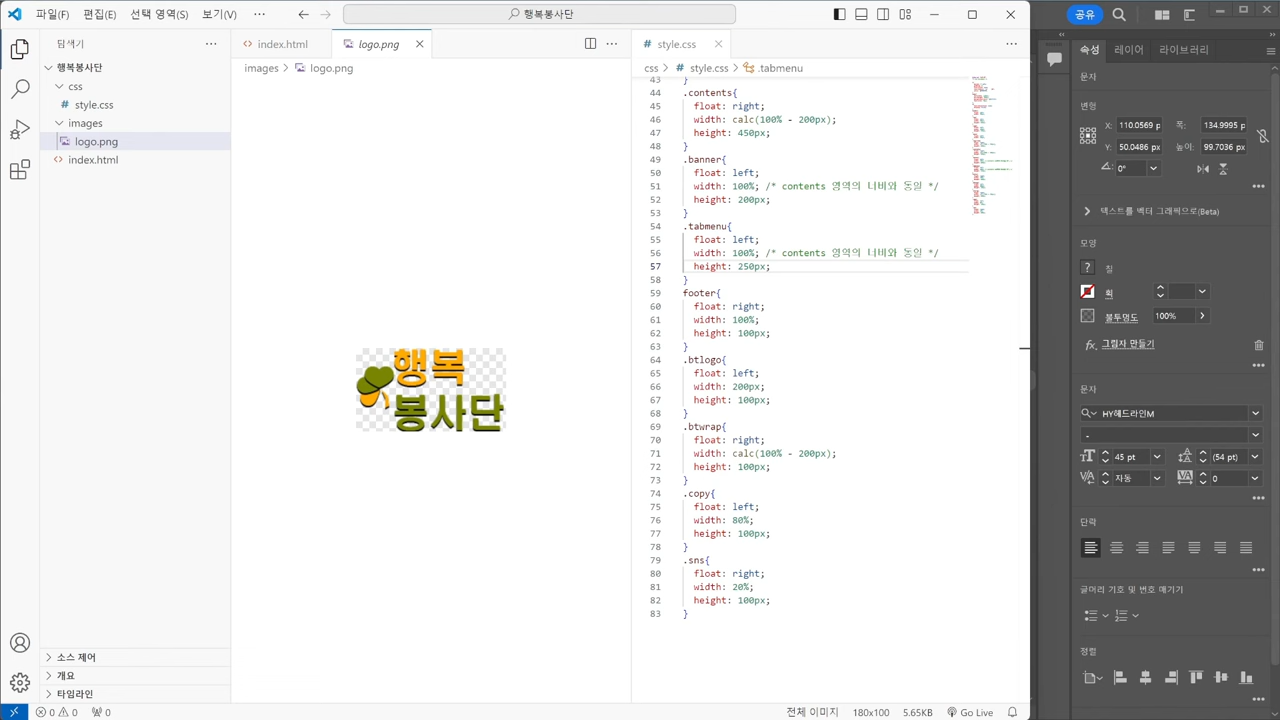 파일(F) 편집(E) 선택 영역(S) 보기(V) ··· 행복봉사단
탐색기
행복봉사단
css
style.css
images
logo.png
index.html
소스 제어
개요
타임라인
index.html logo.png
images > logo.png
행복
봉사단
style.css
css > style.css > .tabmenu
43 }
44 .contents{
45 float: right;
46 width: calc(100% - 200px);
47 height: 450px;
48 }
49 .banner{
50 float: left;
51 width: 100%; /* contents 영역의 너비와 동일 */
52 height: 200px;
53 }
54 .tabmenu{
55 float: left;
56 width: 100%; /* contents 영역의 너비와 동일 */
57 height: 250px;
58 }
59 footer{
60 float: right;
61 width: 100%;
62 height: 100px;
63 }
64 .btlogo{
65 float: left;
66 width: 200px;
67 height: 100px;
68 }
69 .btwrap{
70 float: right;
71 width: calc(100% - 200px);
72 height: 100px;
73 }
74 .copy{
75 float: left;
76 width: 80%;
77 height: 100px;
78 }
79 .sns{
80 float: right;
81 width: 20%;
82 height: 100px;
83 }
0 0 0 전체 이미지 180x100 5.65KB Go Live
공유
속성 레이어 라이브러리
문자
변형
X: 폭: 134.9995 p
Y: 50.0486 p 높이: 99.7036 px
0°
텍스트를 벡터 그래픽으로(Beta)
모양
칠
획
불투명도 100%
fx 그림자 만들기
문자
HY헤드라인M
-
45 pt (54 pt)
자동 0
단락
글머리 기호 및 번호 매기기
정렬